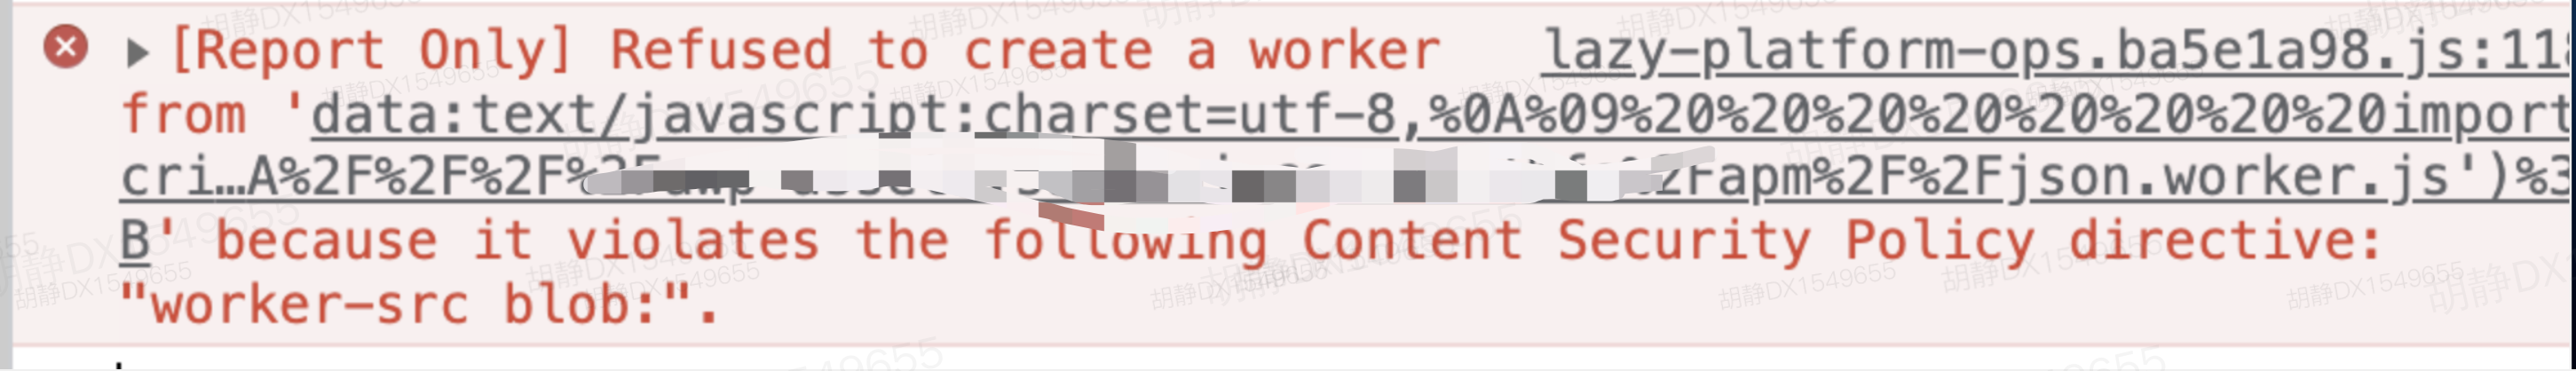 [Report Only] Refused to create a worker lazy-platform-ops.ba5e1a98.js:118
from 'data:text/javascript:charset=utf-8,%0A%09%20%20%20%20%20%20%20%20import
cri…A%2F%2F%2F% 2Fapm%2F%2Fjson.worker.js')%3
B' because it violates the following Content Security Policy directive:
"worker-src blob:".
胡静DX1549655